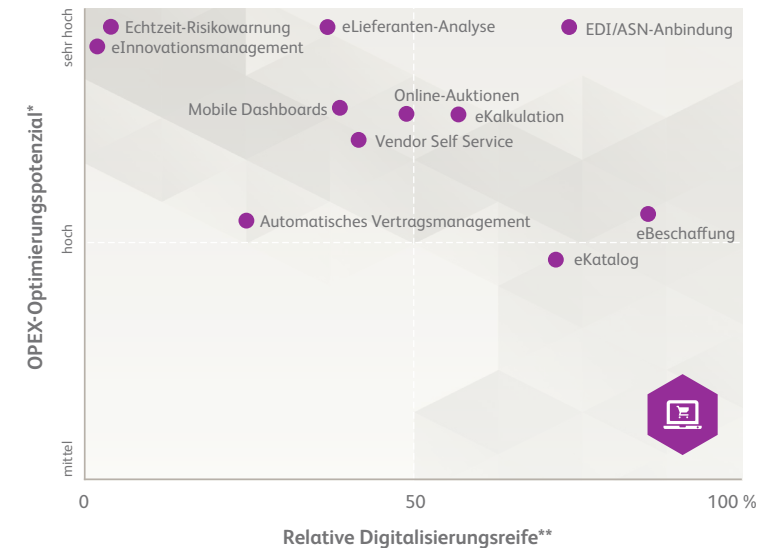 sehr hoch
Echtzeit-Risikowarnung
eLieferanten-Analyse
EDI/ASN-Anbindung
eInnovationsmanagement
Online-Auktionen
Mobile Dashboards
eKalkulation
Vendor Self Service
Automatisches Vertragsmanagement
eBeschaffung
hoch
eKatalog
OPEX-Optimierungspotenzial*
mittel
0
50
100 %
Relative Digitalisierungsreife**